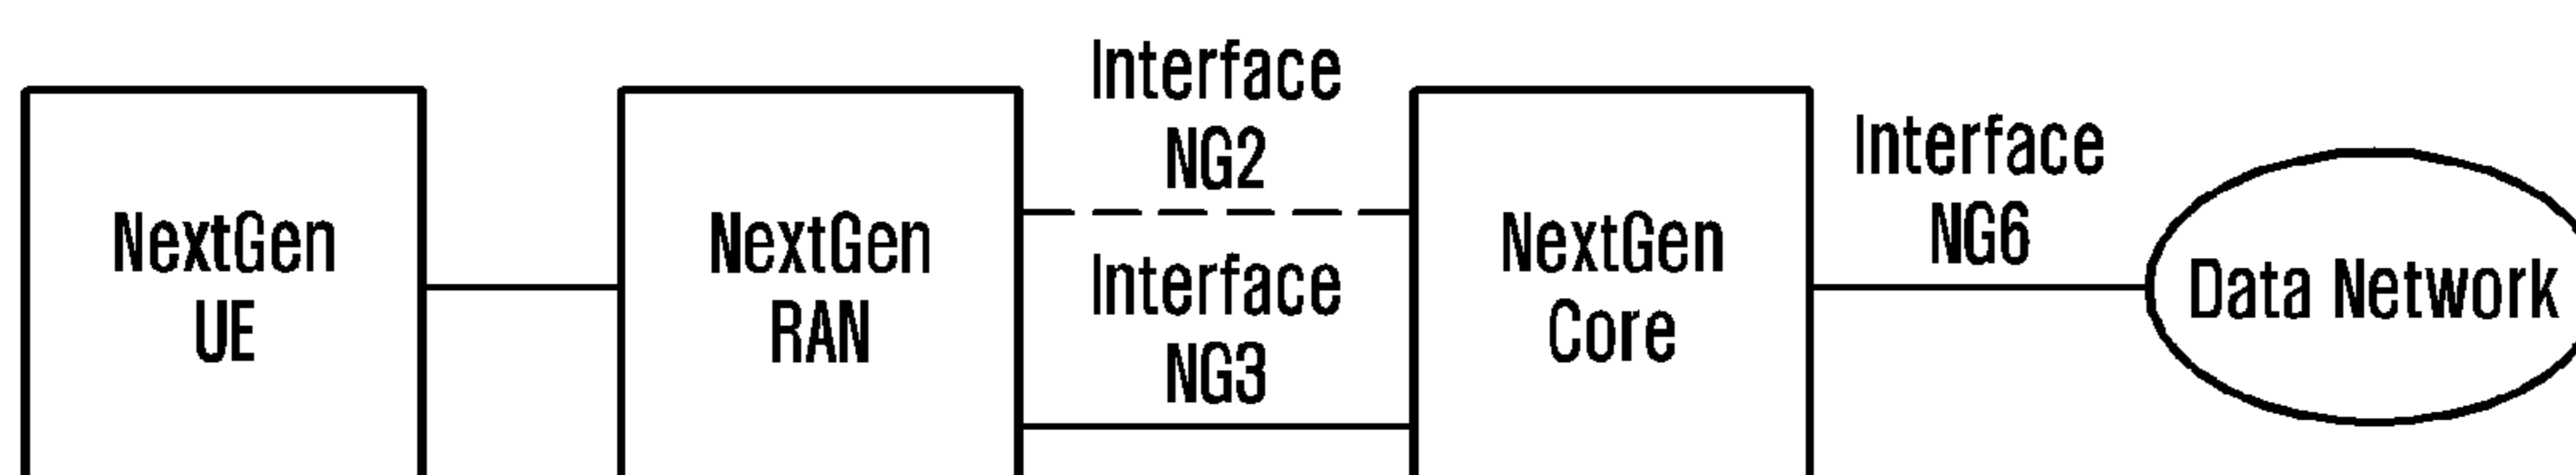 NextGen
UE
NextGen
RAN
Interface
NG2
Interface
NG3
NextGen
Core
Interface
NG6
Data Network